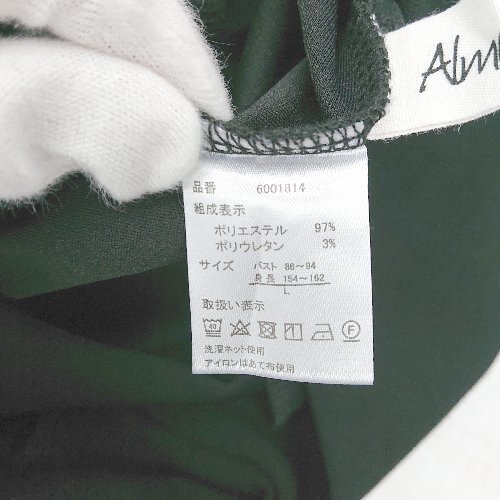 Alm
品番 6001814
組成表示
ポリエステル 97%
ポリウレタン 3%
サイズ バスト 86〜94
身長 154〜162
L
取扱い表示
40 F
洗濯ネット使用
アイロンはあて布使用